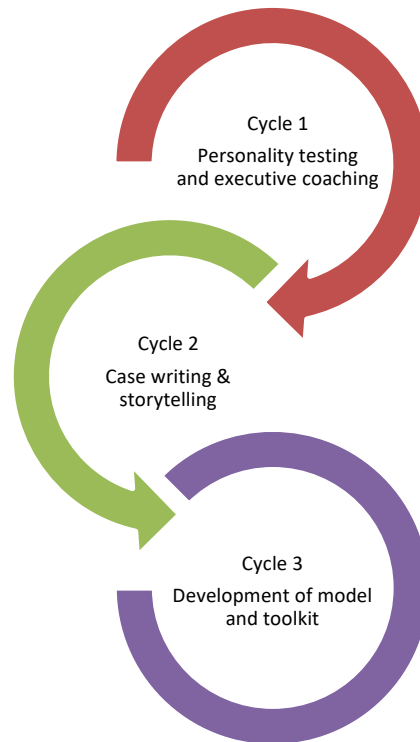 Cycle 1
Personality testing
and executive coaching
Cycle 2
Case writing &
storytelling
Cycle 3
Development of model
and toolkit